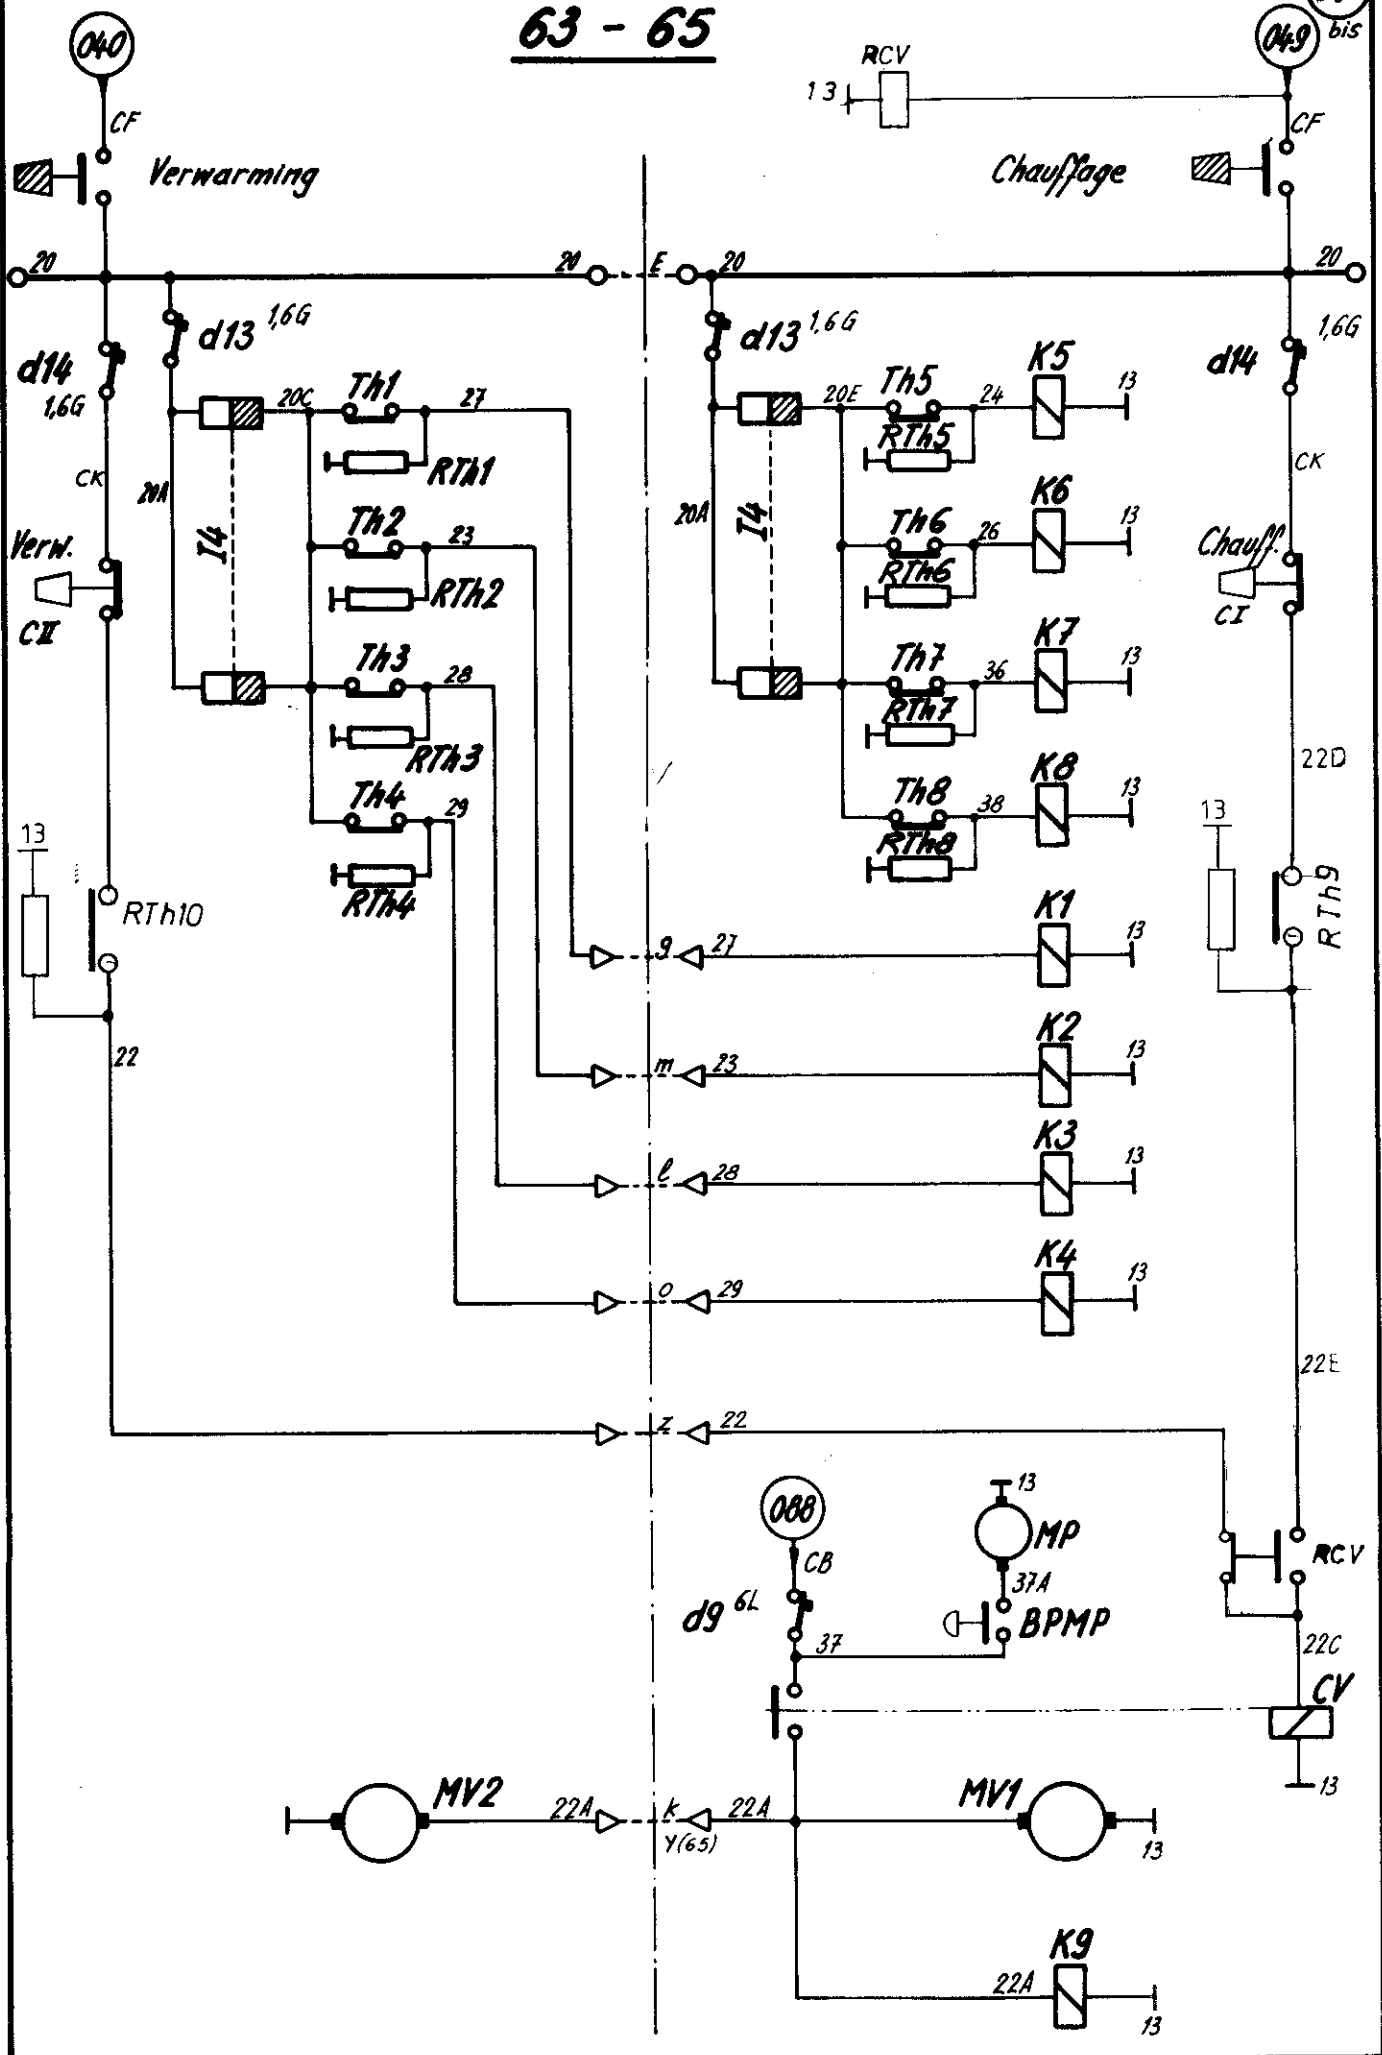 63 - 65
040
049
bis
RCV
13
CF
CF
Verwarming
Chauffage
20
20
E
20
20
d13 1,6G
d13 1,6G
1,6G
d14
1,6G
d14
20C
Th1
27
20E
Th5
24
K5
13
RTh1
RTh5
CK
20A
I4
Th2
23
20A
I4
Th6
26
K6
13
CK
Verw.
RTh2
RTh6
Chauff.
CII
CI
Th3
28
Th7
36
K7
13
RTh3
RTh7
22D
Th4
29
Th8
38
K8
13
13
13
RTh4
RTh8
RTh10
RTh9
g
27
K1
13
22
m
23
K2
13
l
28
K3
13
o
29
K4
13
22E
z
22
088
13
MP
CB
37A
RCV
d9 6L
BPMP
37
22C
CV
13
MV2
22A
k
22A
MV1
Y(65)
13
K9
22A
13